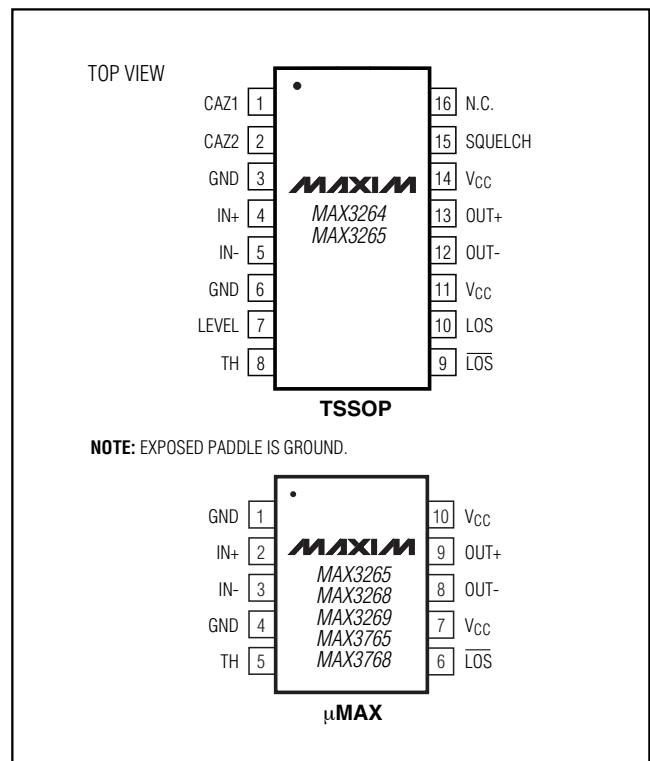 TOP VIEW
CAZ1 1
CAZ2 2
GND 3
IN+ 4
IN- 5
GND 6
LEVEL 7
TH 8
MAXIM
MAX3264
MAX3265
16 N.C.
15 SQUELCH
14 VCC
13 OUT+
12 OUT-
11 VCC
10 LOS
9 L̅O̅S̅
TSSOP
NOTE: EXPOSED PADDLE IS GROUND.
GND 1
IN+ 2
IN- 3
GND 4
TH 5
MAXIM
MAX3265
MAX3268
MAX3269
MAX3765
MAX3768
10 VCC
9 OUT+
8 OUT-
7 VCC
6 L̅O̅S̅
μMAX